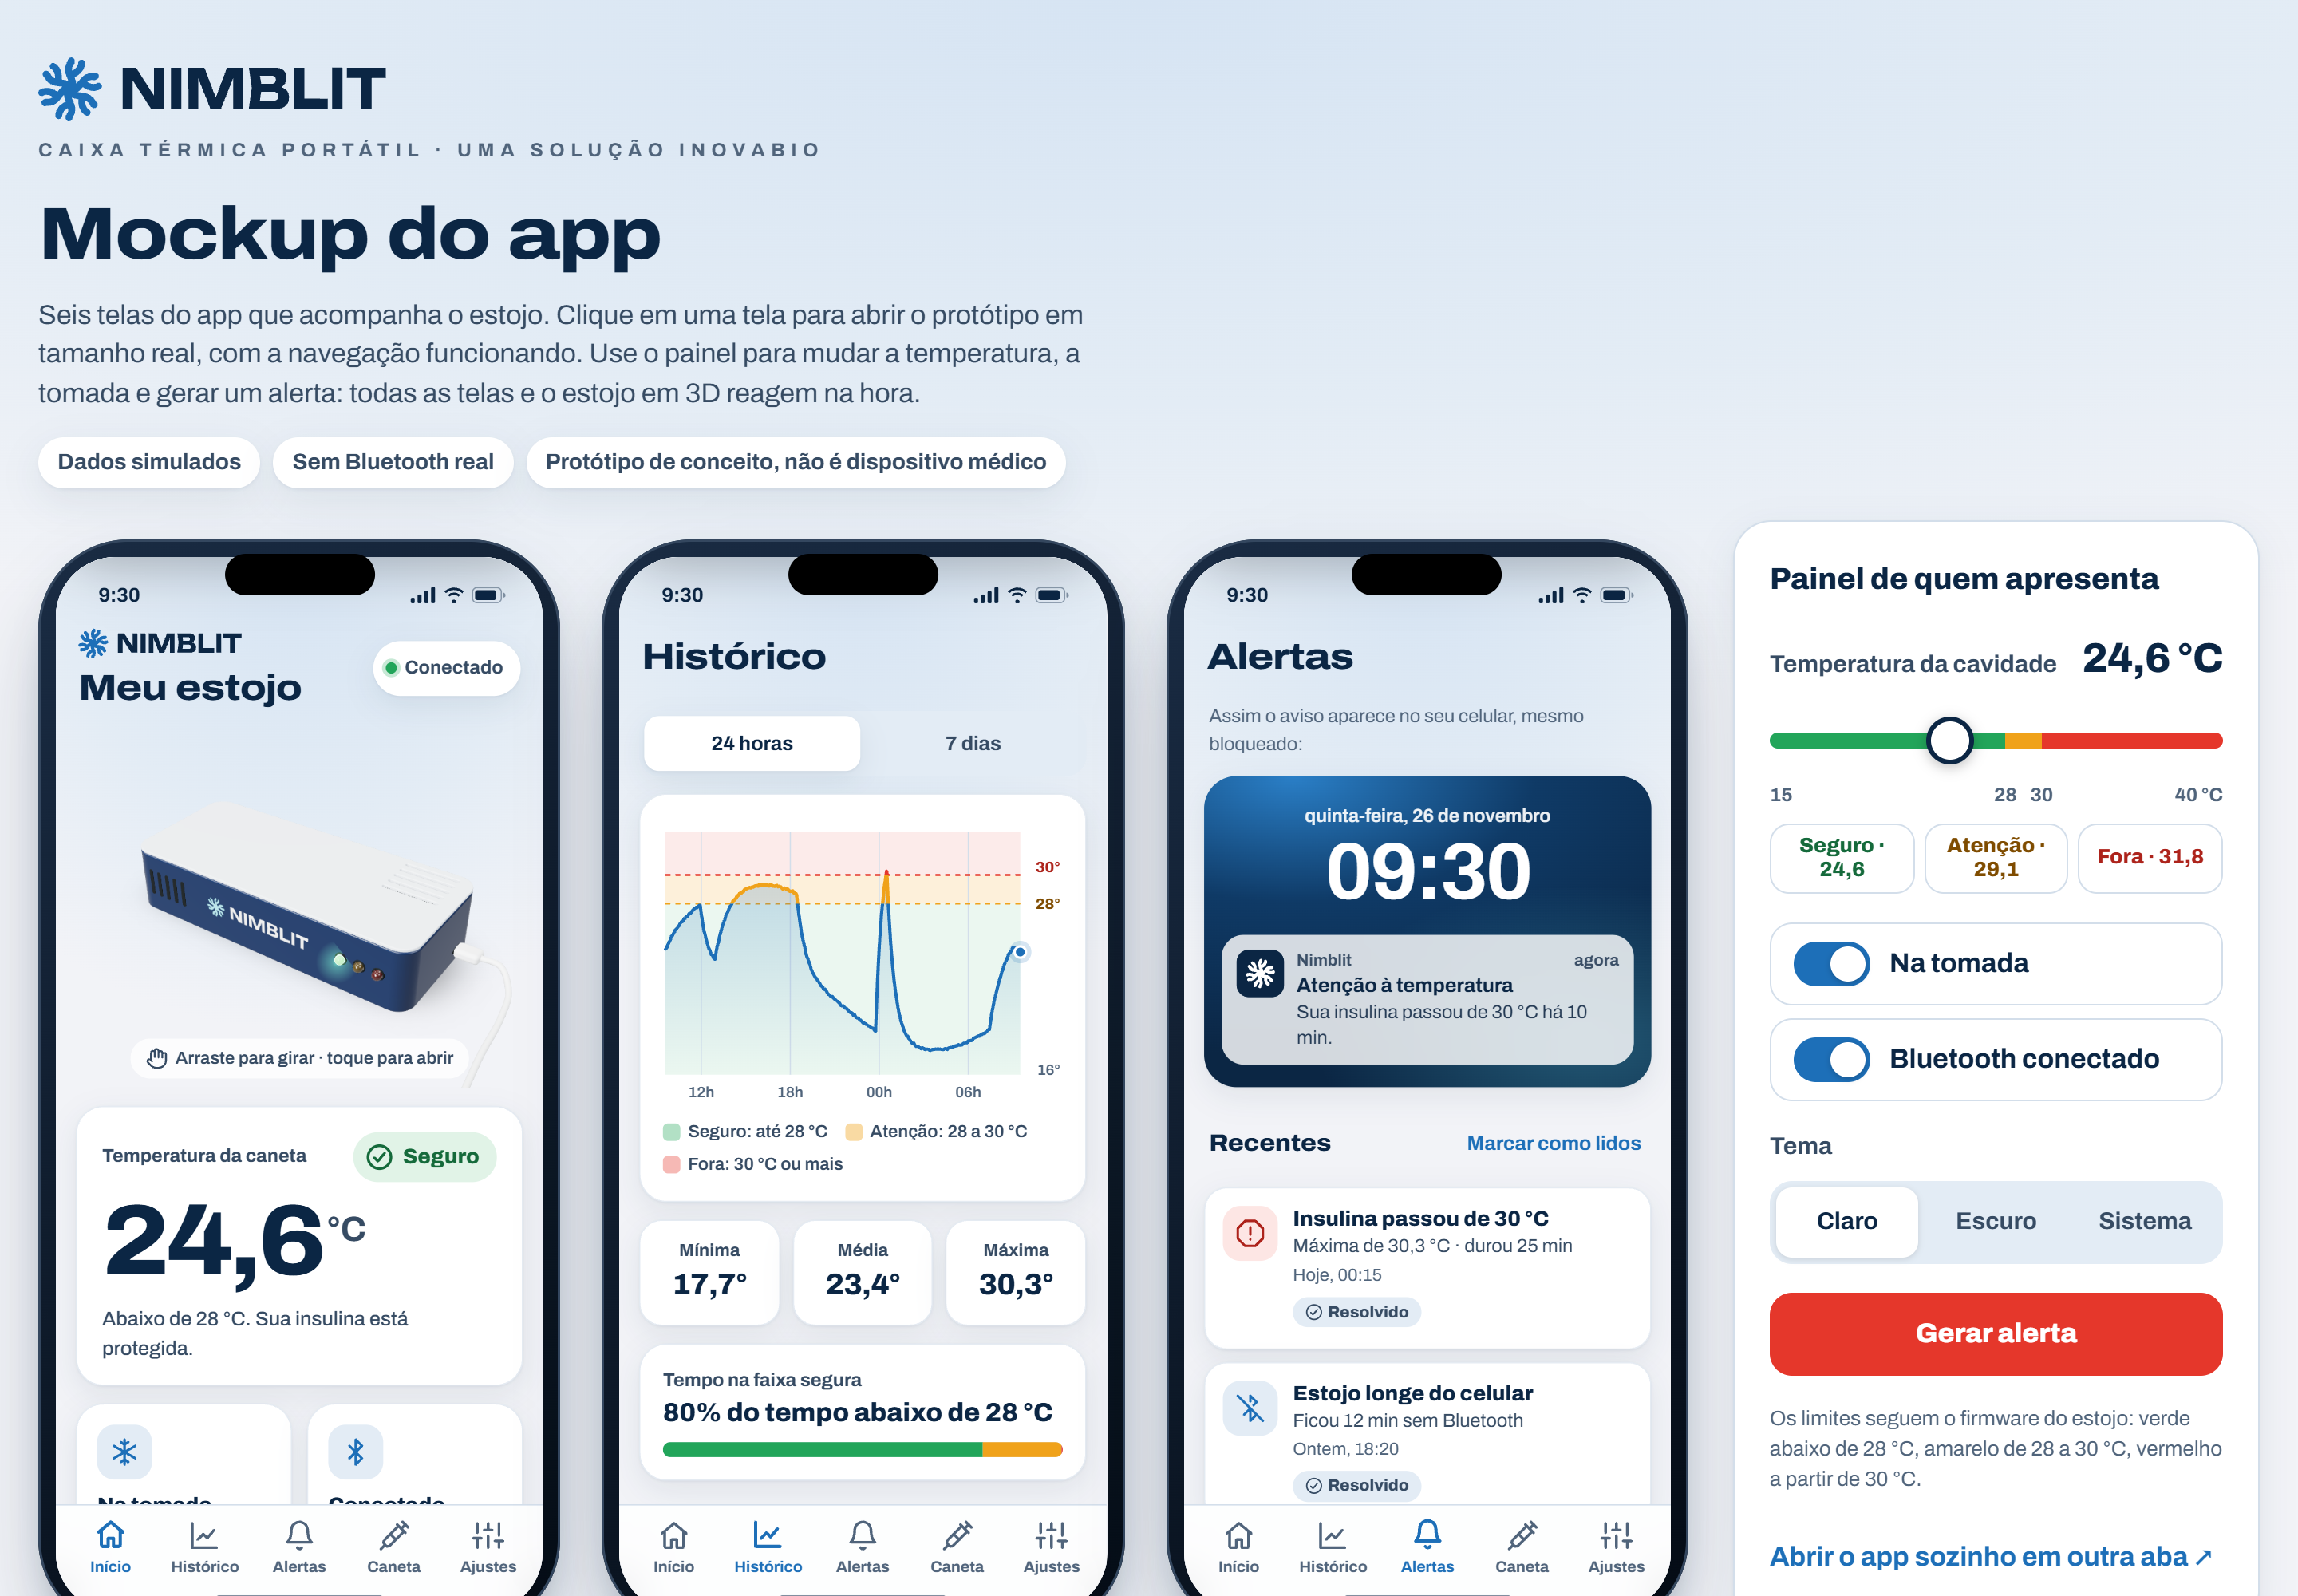 NIMBLIT
CAIXA TÉRMICA PORTÁTIL · UMA SOLUÇÃO INOVABIO
Mockup do app
Seis telas do app que acompanha o estojo. Clique em uma tela para abrir o protótipo em
tamanho real, com a navegação funcionando. Use o painel para mudar a temperatura, a
tomada e gerar um alerta: todas as telas e o estojo em 3D reagem na hora.
Dados simulados
Sem Bluetooth real
Protótipo de conceito, não é dispositivo médico
9:30
NIMBLIT
Meu estojo
Conectado
NIMBLIT
Arraste para girar · toque para abrir
Temperatura da caneta
Seguro
24,6 °C
Abaixo de 28 °C. Sua insulina está
protegida.
Na tomada
Conectado
Início
Histórico
Alertas
Caneta
Ajustes
9:30
Histórico
24 horas
7 dias
30°
28°
16°
12h
18h
00h
06h
Seguro: até 28 °C
Atenção: 28 a 30 °C
Fora: 30 °C ou mais
Mínima
17,7°
Média
23,4°
Máxima
30,3°
Tempo na faixa segura
80% do tempo abaixo de 28 °C
Início
Histórico
Alertas
Caneta
Ajustes
9:30
Alertas
Assim o aviso aparece no seu celular, mesmo
bloqueado:
quinta-feira, 26 de novembro
09:30
Nimblit
agora
Atenção à temperatura
Sua insulina passou de 30 °C há 10
min.
Recentes
Marcar como lidos
Insulina passou de 30 °C
Máxima de 30,3 °C · durou 25 min
Hoje, 00:15
Resolvido
Estojo longe do celular
Ficou 12 min sem Bluetooth
Ontem, 18:20
Resolvido
Início
Histórico
Alertas
Caneta
Ajustes
Painel de quem apresenta
Temperatura da cavidade
24,6 °C
15
28
30
40 °C
Seguro ·
24,6
Atenção ·
29,1
Fora · 31,8
Na tomada
Bluetooth conectado
Tema
Claro
Escuro
Sistema
Gerar alerta
Os limites seguem o firmware do estojo: verde
abaixo de 28 °C, amarelo de 28 a 30 °C, vermelho
a partir de 30 °C.
Abrir o app sozinho em outra aba ↗